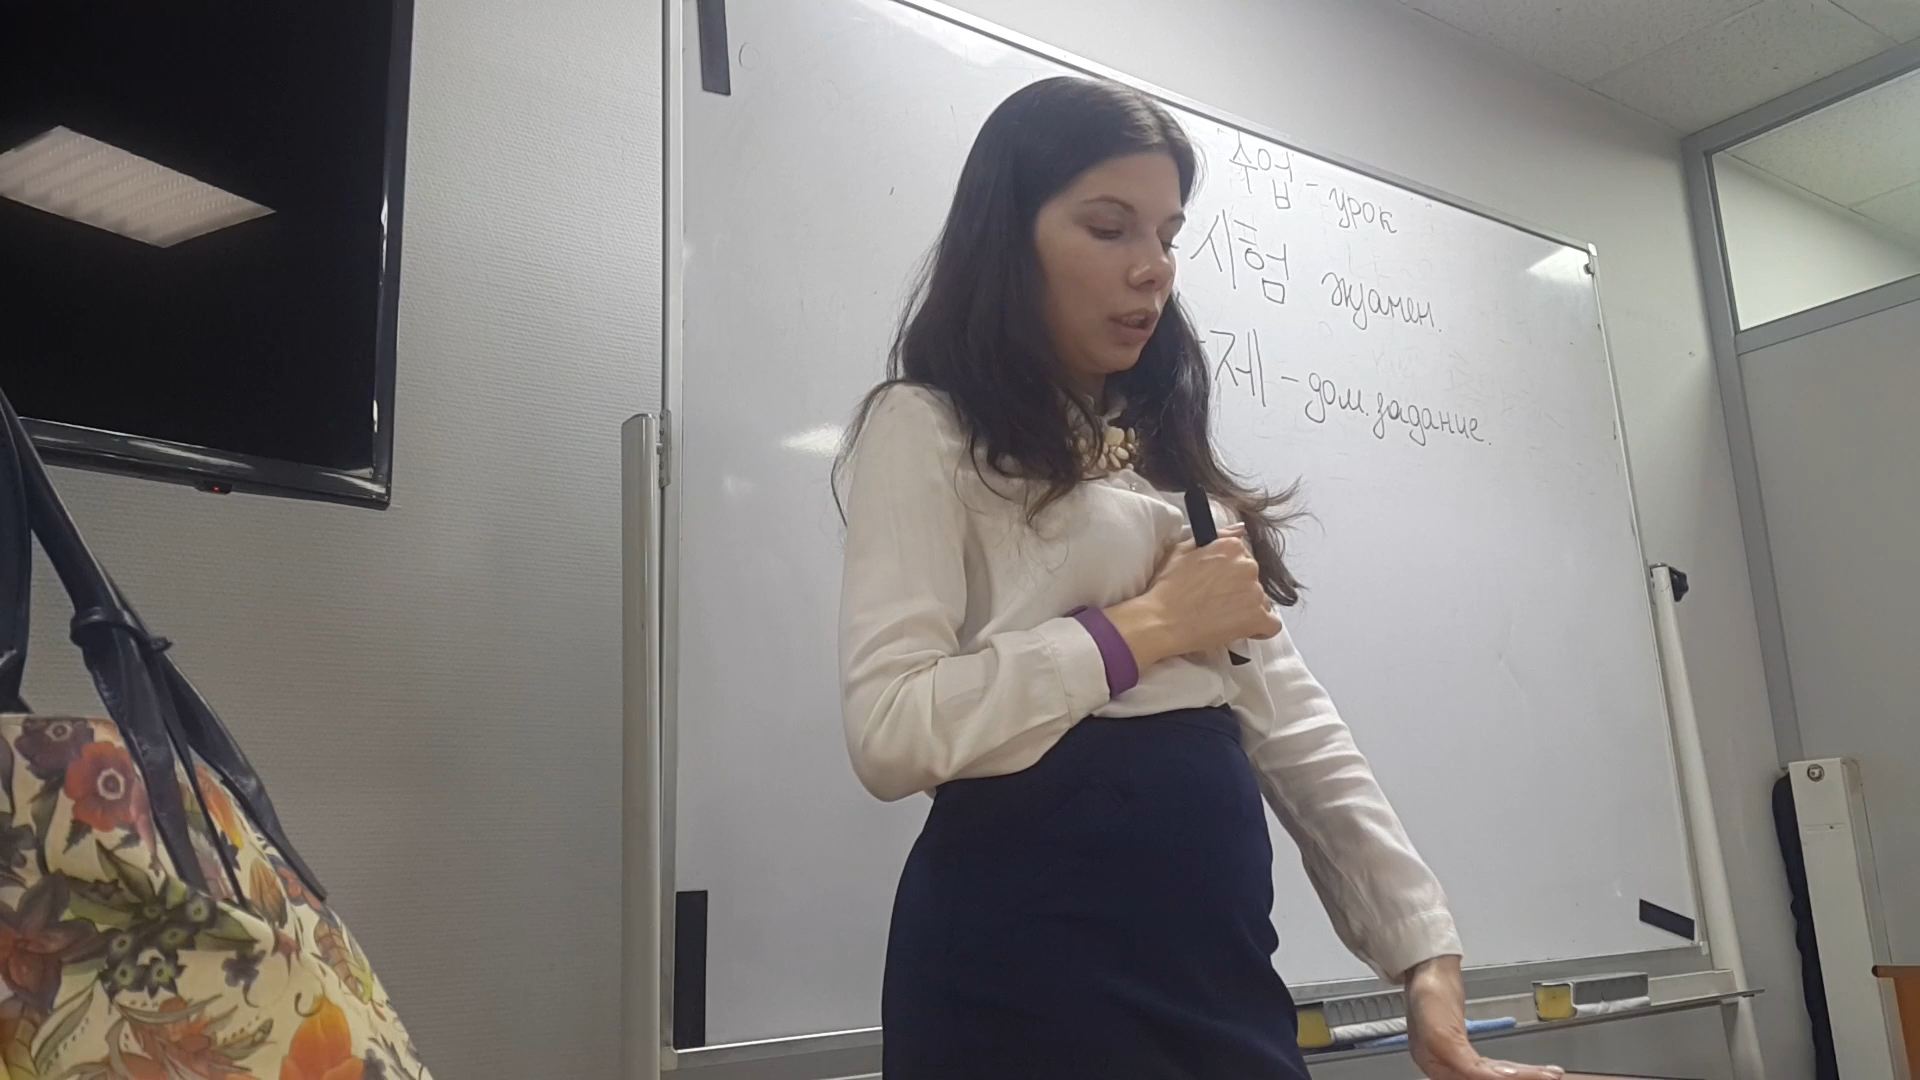 수업 - урок
시험 экзамен.
제 - дом. задание.